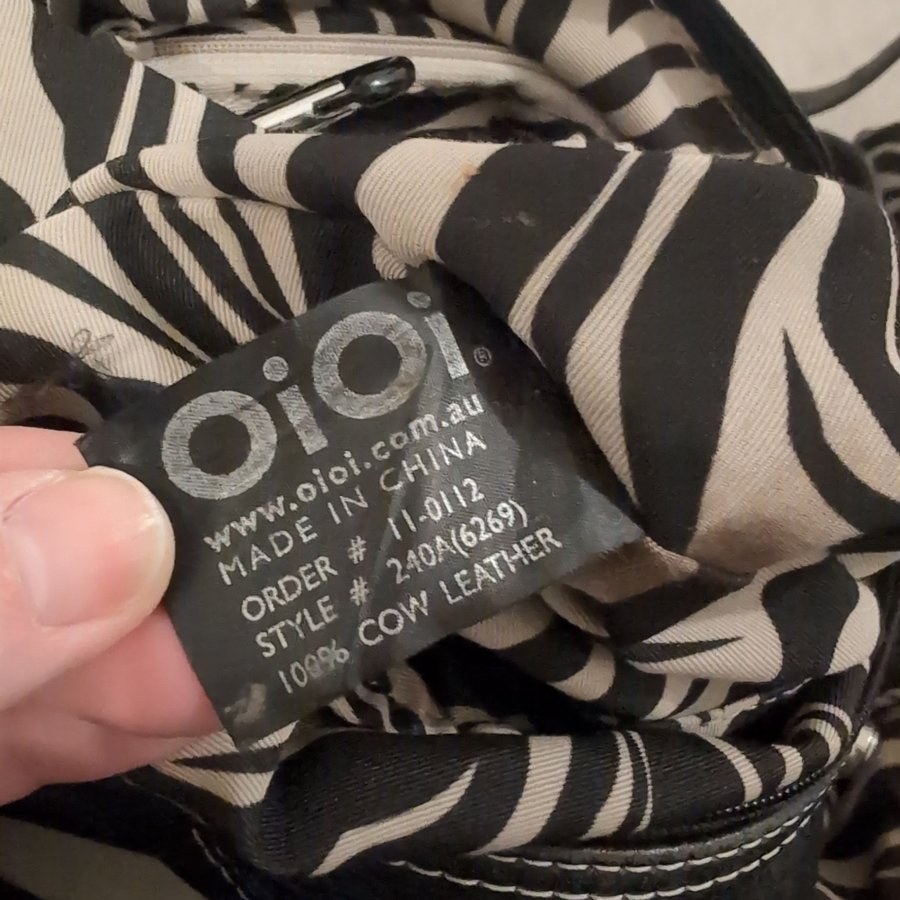 OiOi®
www.oioi.com.au
MADE IN CHINA
ORDER # 11-0112
STYLE # 240A(6269)
100% COW LEATHER